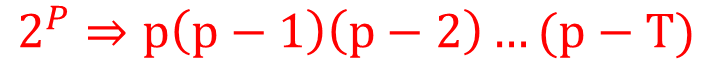 2^P ⇒ p(p − 1)(p − 2) … (p − T)